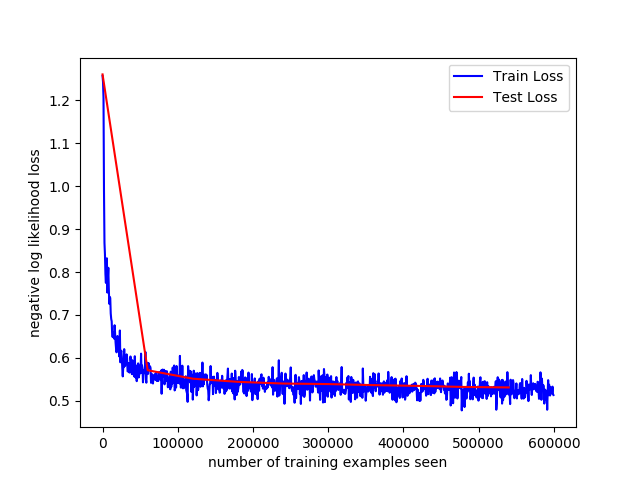 Train Loss
Test Loss
negative log likelihood loss
1.2
1.1
1.0
0.9
0.8
0.7
0.6
0.5
0 100000 200000 300000 400000 500000 600000
number of training examples seen